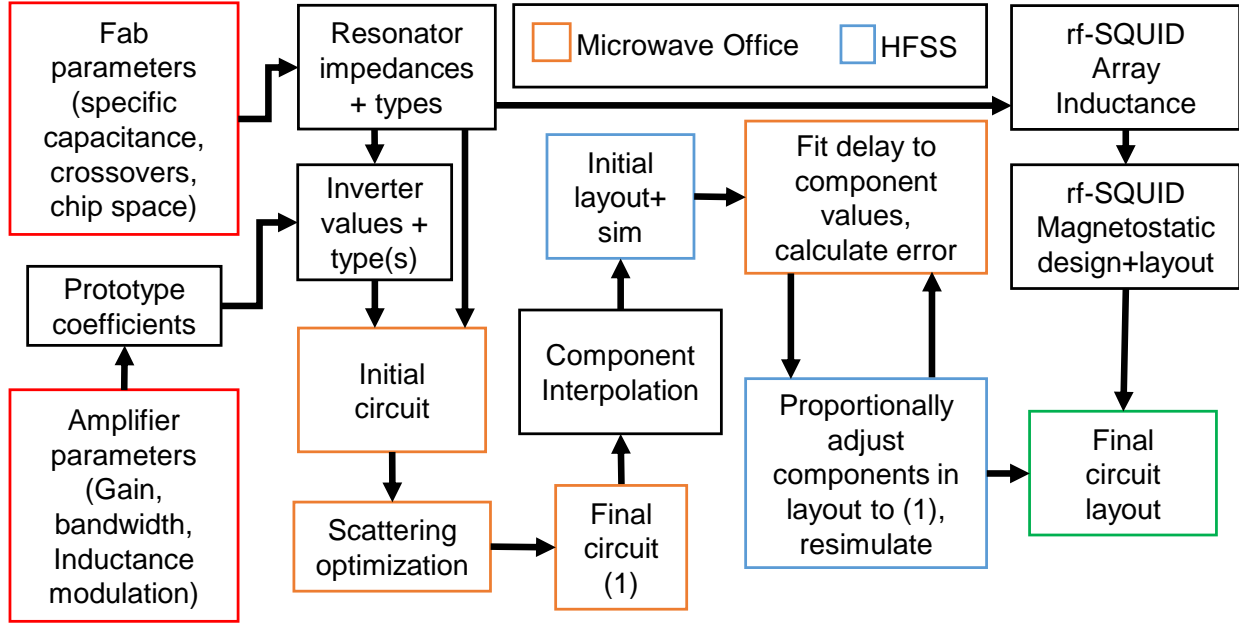 Fab
parameters
(specific
capacitance,
crossovers,
chip space)
Resonator
impedances
+ types
Microwave Office
HFSS
rf-SQUID
Array
Inductance
Inverter
values +
type(s)
Initial
layout+
sim
Fit delay to
component
values,
calculate error
rf-SQUID
Magnetostatic
design+layout
Prototype
coefficients
Initial
circuit
Component
Interpolation
Amplifier
parameters
(Gain,
bandwidth,
Inductance
modulation)
Proportionally
adjust
components in
layout to (1),
resimulate
Final
circuit
layout
Scattering
optimization
Final
circuit
(1)